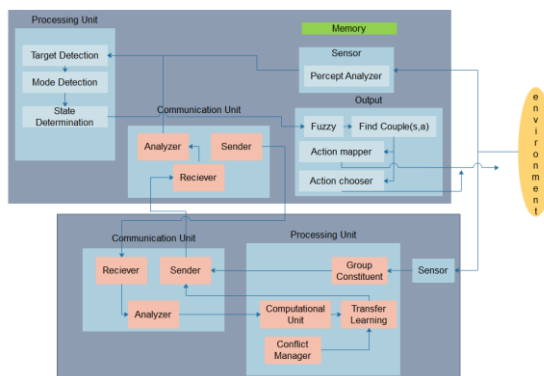 Processing Unit
Target Detection
Mode Detection
State
Determination
Memory
Sensor
Percept Analyzer
Communication Unit
Analyzer
Sender
Reciever
Output
Fuzzy
Find Couple(s,a)
Action mapper
Action chooser
environment
Communication Unit
Reciever
Sender
Analyzer
Processing Unit
Group
Constituent
Computational
Unit
Transfer
Learning
Conflict
Manager
Sensor